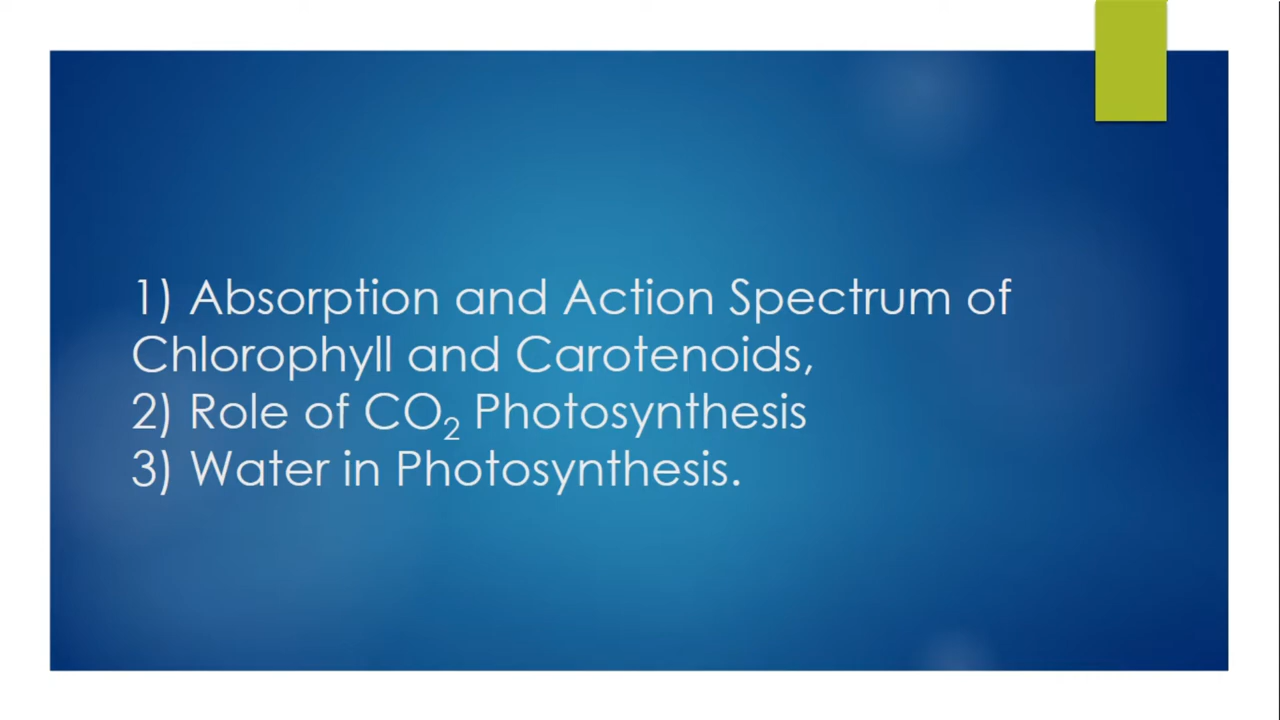 1) Absorption and Action Spectrum of
Chlorophyll and Carotenoids,
2) Role of CO₂ Photosynthesis
3) Water in Photosynthesis.